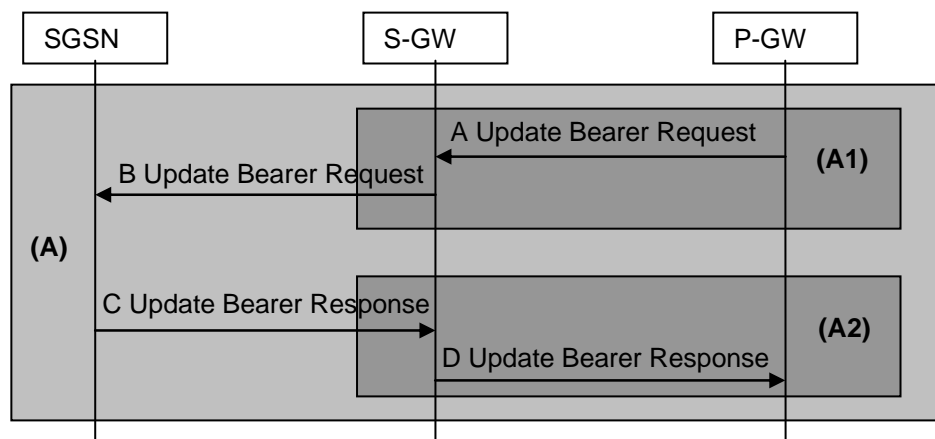 SGSN
S-GW
P-GW
A Update Bearer Request
(A1)
B Update Bearer Request
(A)
C Update Bearer Response
(A2)
D Update Bearer Response